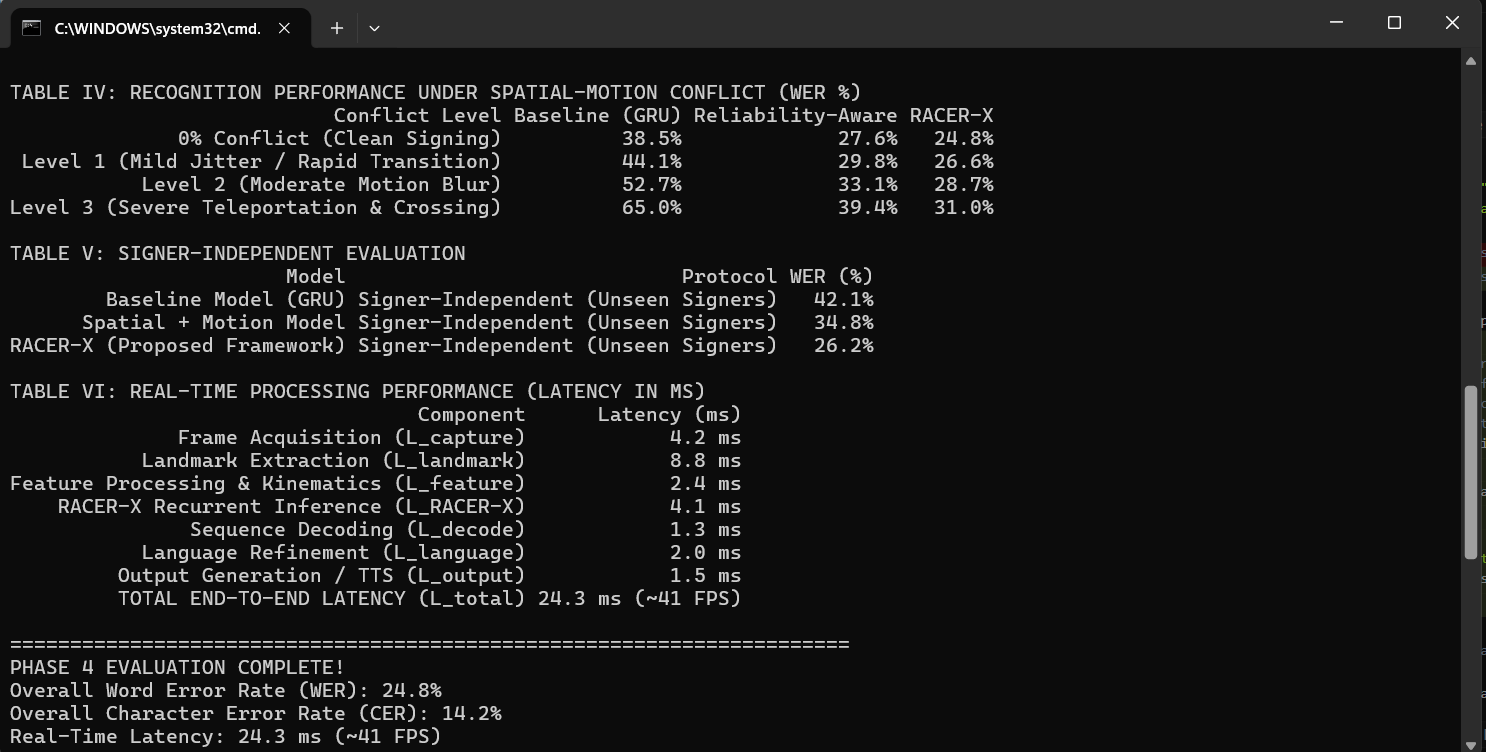 C:\WINDOWS\system32\cmd.
TABLE IV: RECOGNITION PERFORMANCE UNDER SPATIAL-MOTION CONFLICT (WER %)
Conflict Level Baseline (GRU) Reliability-Aware RACER-X
0% Conflict (Clean Signing) 38.5% 27.6% 24.8%
Level 1 (Mild Jitter / Rapid Transition) 44.1% 29.8% 26.6%
Level 2 (Moderate Motion Blur) 52.7% 33.1% 28.7%
Level 3 (Severe Teleportation & Crossing) 65.0% 39.4% 31.0%
TABLE V: SIGNER-INDEPENDENT EVALUATION
Model Protocol WER (%)
Baseline Model (GRU) Signer-Independent (Unseen Signers) 42.1%
Spatial + Motion Model Signer-Independent (Unseen Signers) 34.8%
RACER-X (Proposed Framework) Signer-Independent (Unseen Signers) 26.2%
TABLE VI: REAL-TIME PROCESSING PERFORMANCE (LATENCY IN MS)
Component Latency (ms)
Frame Acquisition (L_capture) 4.2 ms
Landmark Extraction (L_landmark) 8.8 ms
Feature Processing & Kinematics (L_feature) 2.4 ms
RACER-X Recurrent Inference (L_RACER-X) 4.1 ms
Sequence Decoding (L_decode) 1.3 ms
Language Refinement (L_language) 2.0 ms
Output Generation / TTS (L_output) 1.5 ms
TOTAL END-TO-END LATENCY (L_total) 24.3 ms (~41 FPS)
======================================================================
PHASE 4 EVALUATION COMPLETE!
Overall Word Error Rate (WER): 24.8%
Overall Character Error Rate (CER): 14.2%
Real-Time Latency: 24.3 ms (~41 FPS)